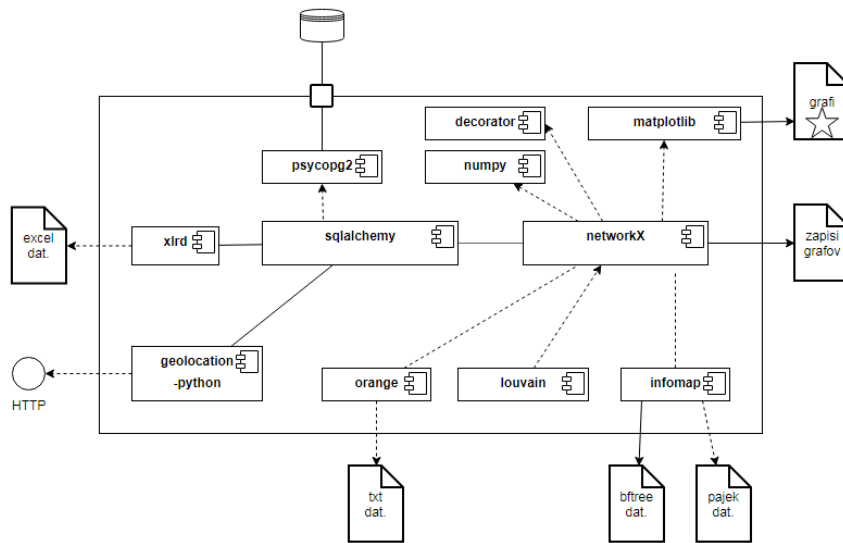 decorator
matplotlib
grafi
psycopg2
numpy
excel
dat.
xlrd
sqlalchemy
networkX
zapisi
grafov
geolocation
-python
HTTP
orange
louvain
infomap
txt
dat.
bftree
dat.
pajek
dat.